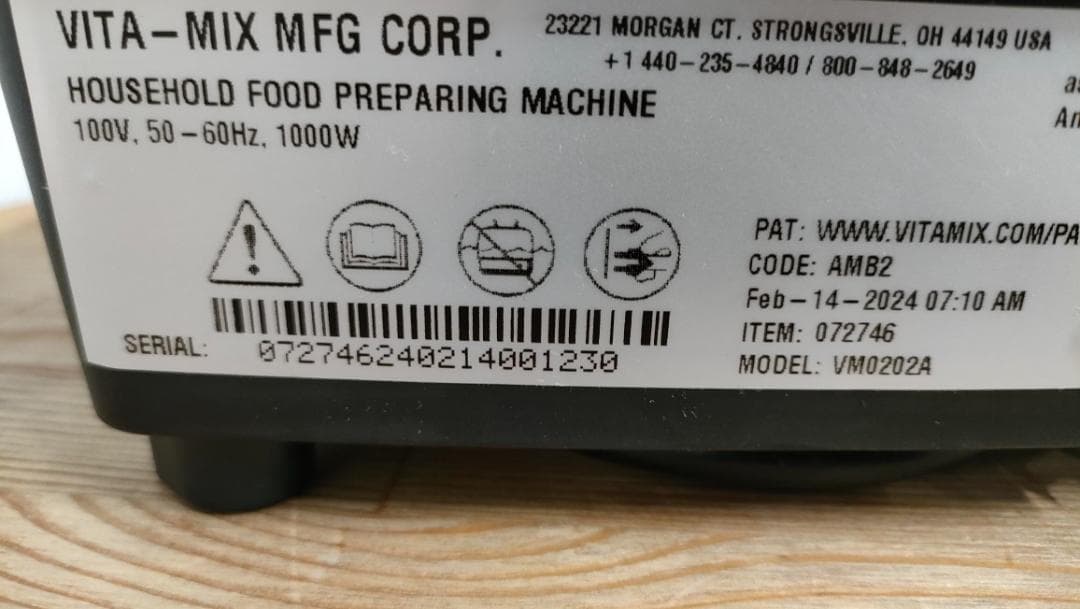 VITA-MIX MFG CORP.
23221 MORGAN CT. STRONGSVILLE, OH 44149 USA
+1 440-235-4840 / 800-848-2649
HOUSEHOLD FOOD PREPARING MACHINE
100V, 50-60Hz, 1000W
as
An
PAT: WWW.VITAMIX.COM/PA
CODE: AMB2
Feb-14-2024 07:10 AM
ITEM: 072746
MODEL: VM0202A
SERIAL: 072746240214001230